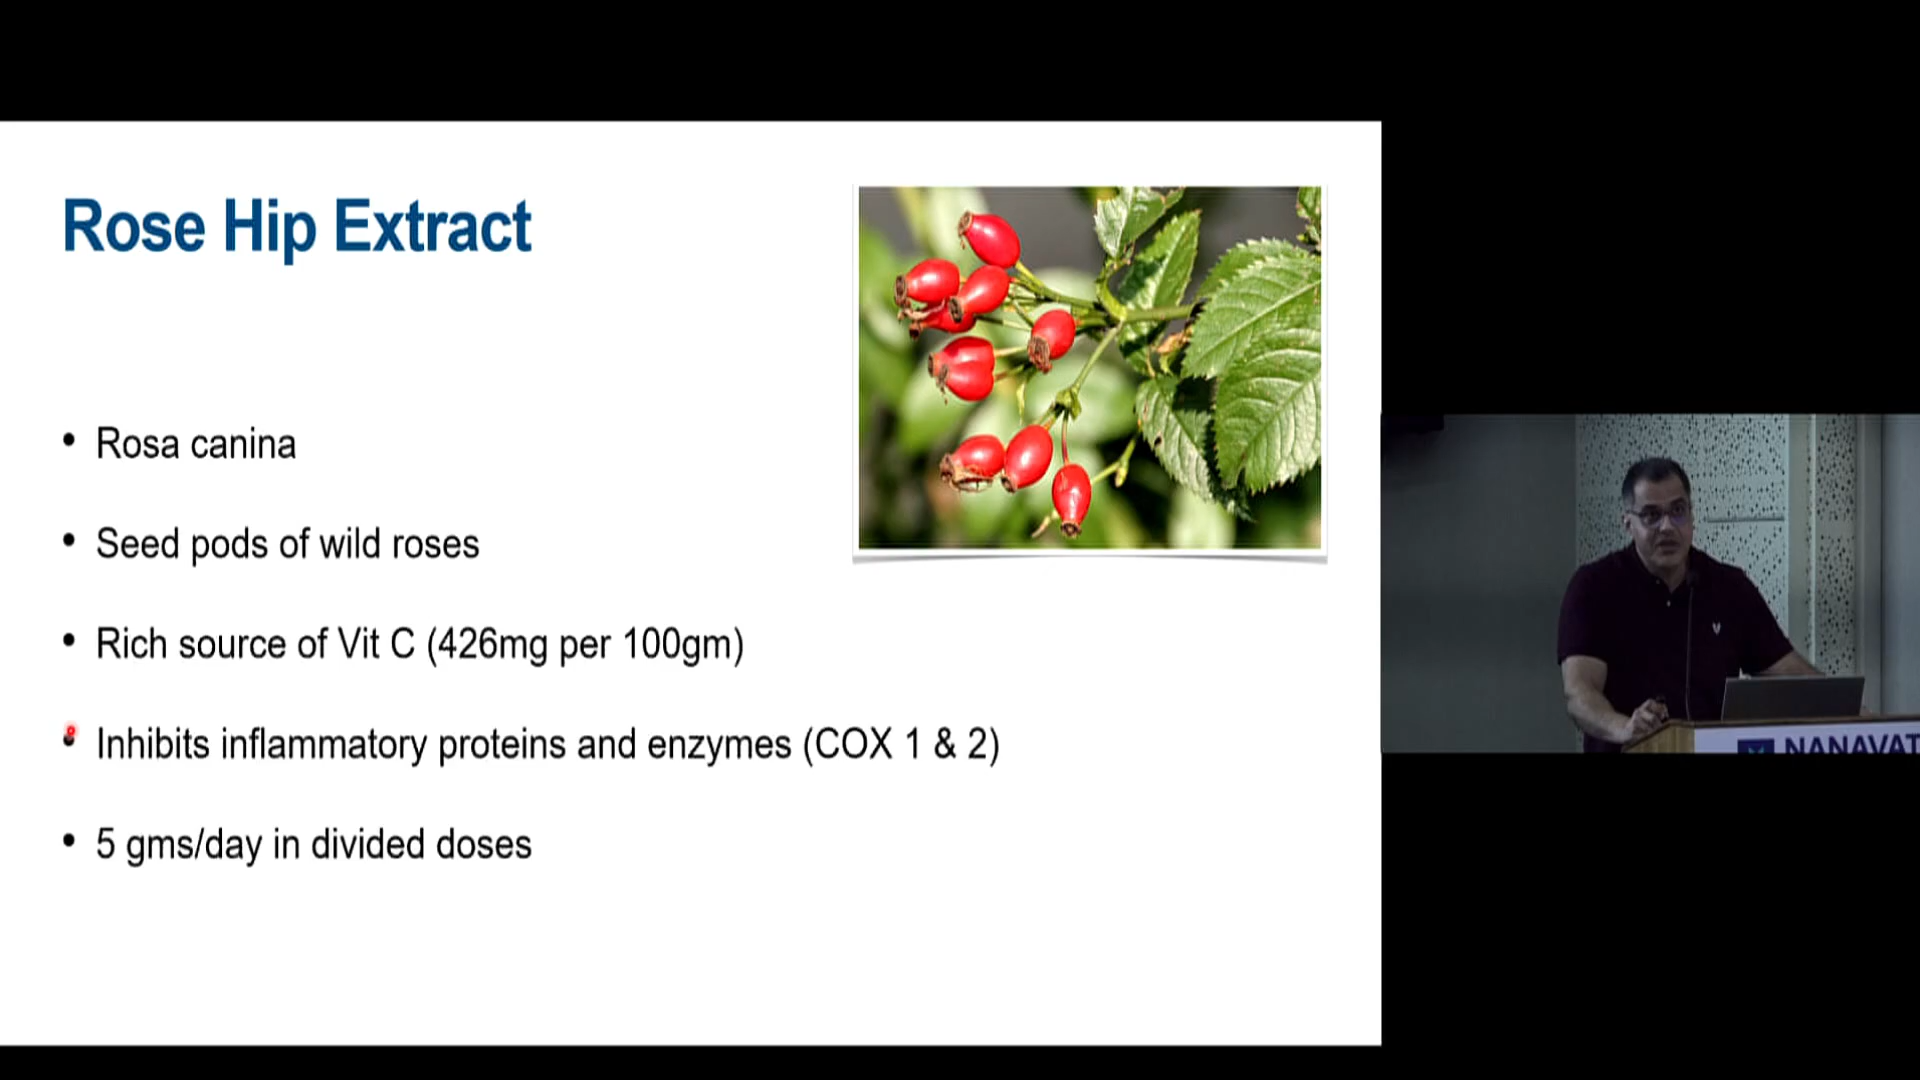 Rose Hip Extract
• Rosa canina
• Seed pods of wild roses
• Rich source of Vit C (426mg per 100gm)
• Inhibits inflammatory proteins and enzymes (COX 1 & 2)
• 5 gms/day in divided doses
NANAVAT